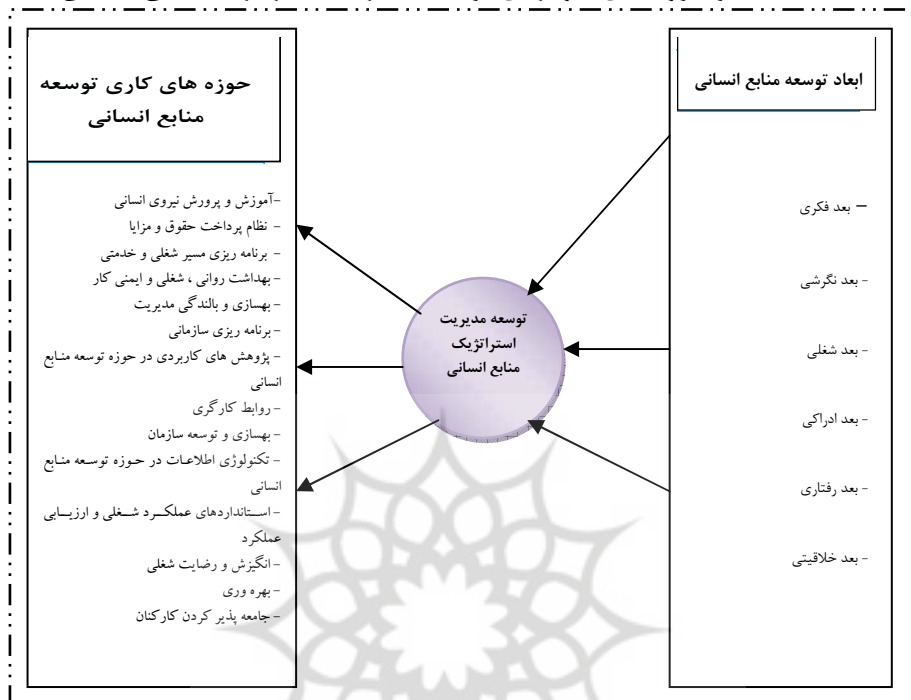 ابعاد توسعه منابع انسانی
– بعد فکری
- بعد نگرشی
- بعد شغلی
- بعد ادراکی
- بعد رفتاری
- بعد خلاقیتی
توسعه مدیریت
استراتژیک
منابع انسانی
حوزه های کاری توسعه
منابع انسانی
-آموزش و پرورش نیروی انسانی
- نظام پرداخت حقوق و مزایا
- برنامه ریزی مسیر شغلی و خدمتی
- بهداشت روانی ، شغلی و ایمنی کار
- بهسازی و بالندگی مدیریت
- برنامه ریزی سازمانی
- پژوهش های کاربردی در حوزه توسعه منابع
انسانی
- روابط کارگری
- بهسازی و توسعه سازمان
- تکنولوژی اطلاعات در حوزه توسعه منابع
انسانی
- استانداردهای عملکرد شغلی و ارزیابی
عملکرد
- انگیزش و رضایت شغلی
- بهره وری
- جامعه پذیر کردن کارکنان